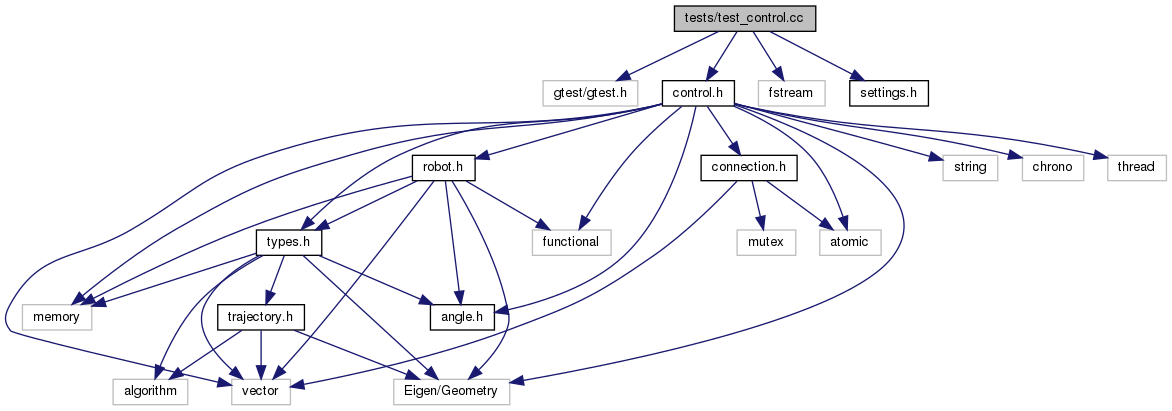 tests/test_control.cc
gtest/gtest.h
control.h
fstream
settings.h
robot.h
connection.h
string
chrono
thread
types.h
functional
mutex
atomic
memory
trajectory.h
angle.h
algorithm
vector
Eigen/Geometry